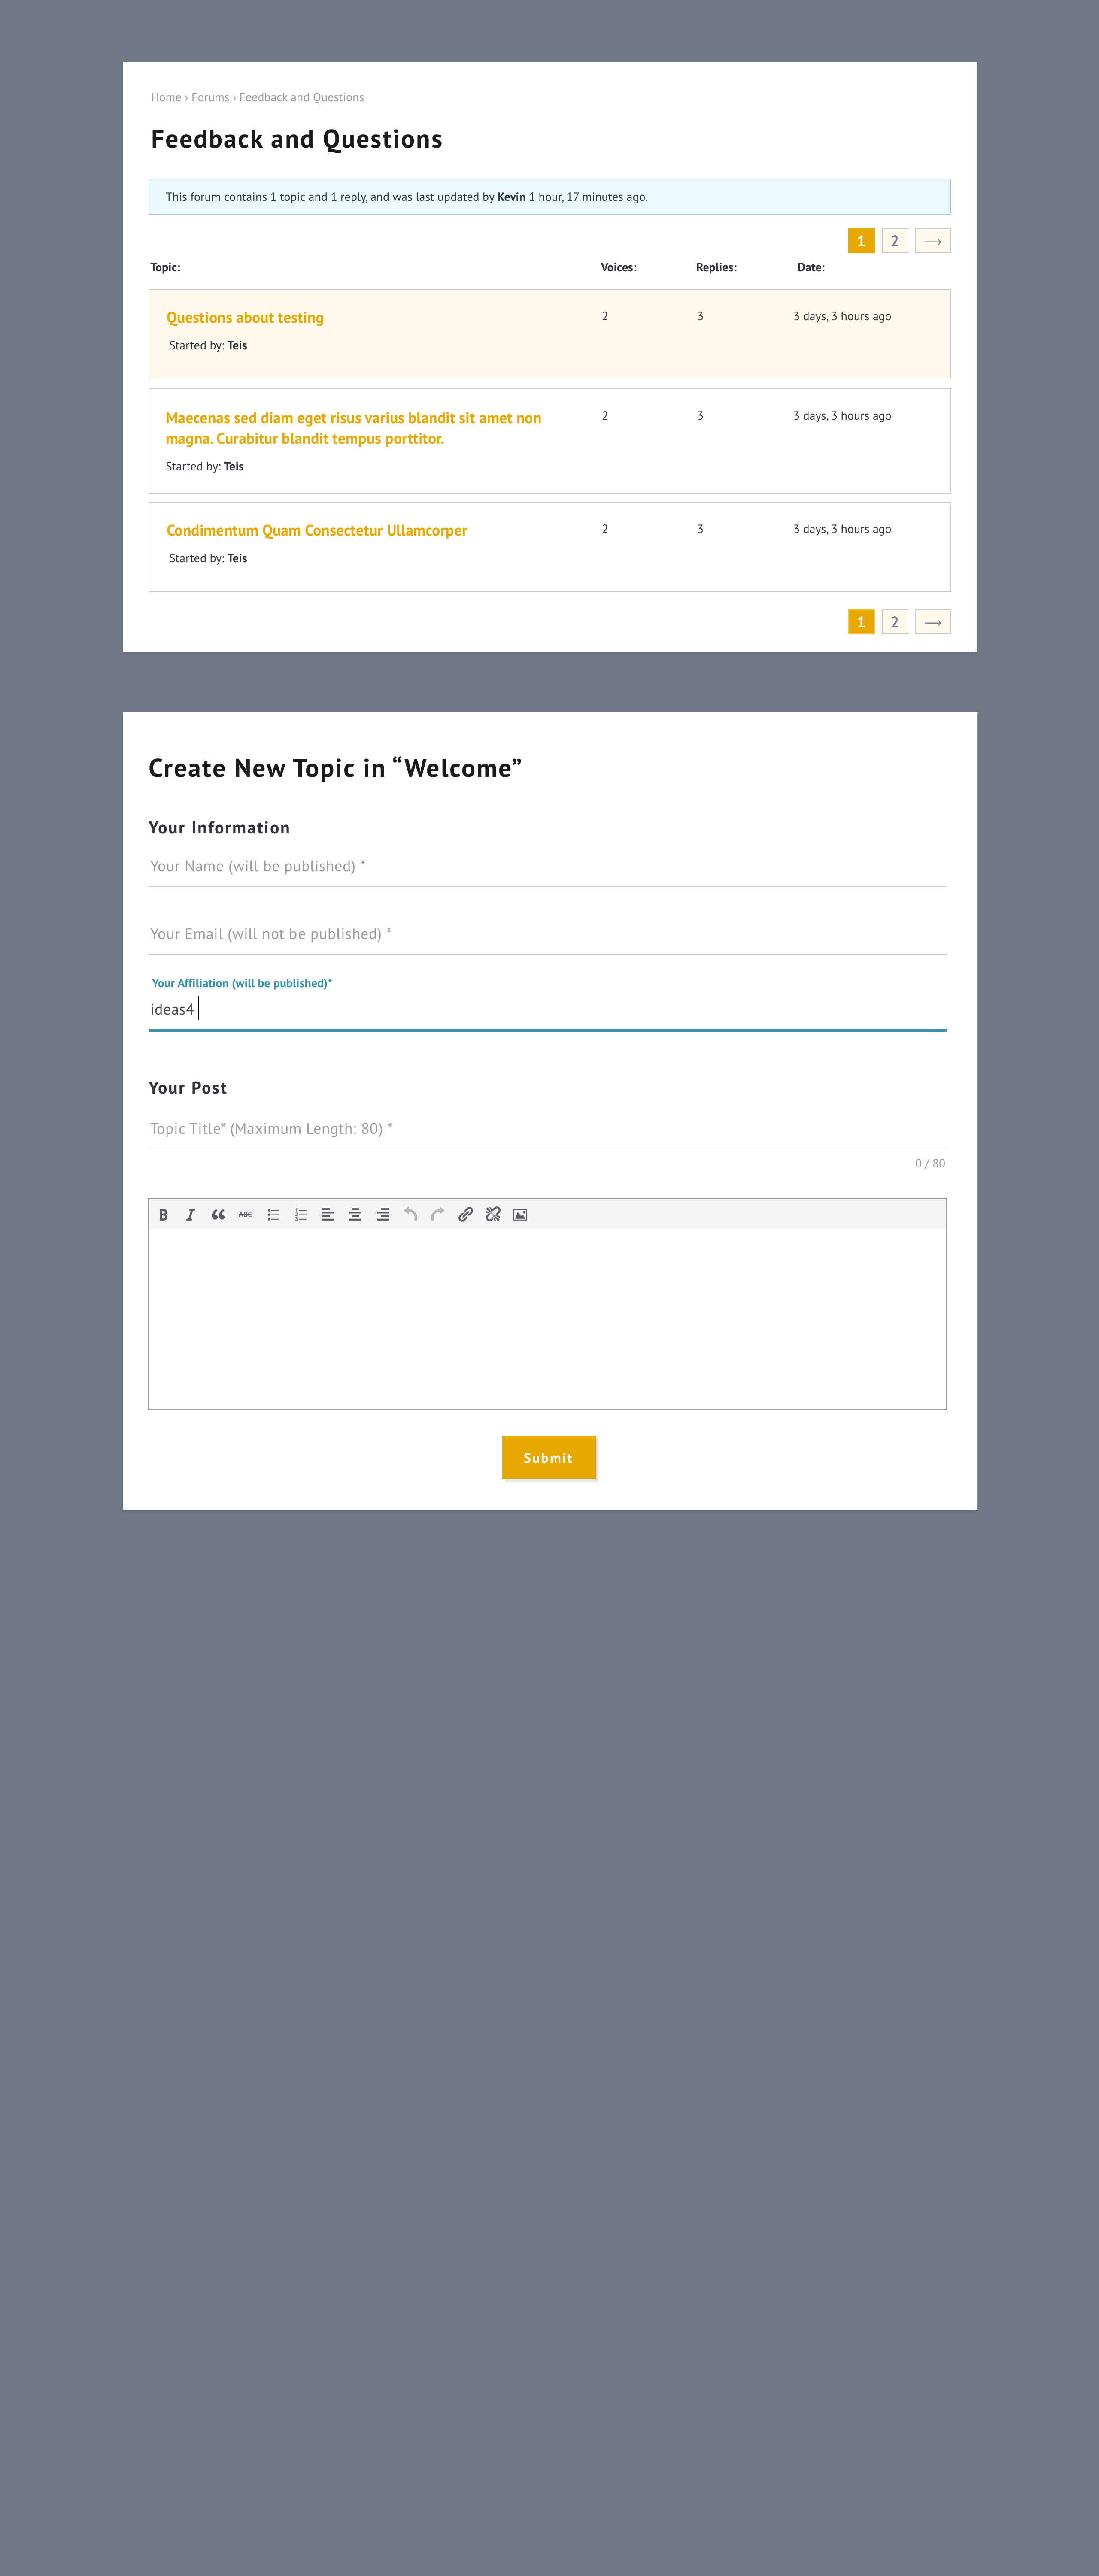 Home › Forums › Feedback and Questions
Feedback and Questions
This forum contains 1 topic and 1 reply, and was last updated by Kevin 1 hour, 17 minutes ago.
1 2 →
Topic: Voices: Replies: Date:
Questions about testing 2 3 3 days, 3 hours ago
Started by: Teis
Maecenas sed diam eget risus varius blandit sit amet non 2 3 3 days, 3 hours ago
magna. Curabitur blandit tempus porttitor.
Started by: Teis
Condimentum Quam Consectetur Ullamcorper 2 3 3 days, 3 hours ago
Started by: Teis
1 2 →
Create New Topic in “Welcome”
Your Information
Your Name (will be published) *
Your Email (will not be published) *
Your Affiliation (will be published)*
ideas4
Your Post
Topic Title* (Maximum Length: 80) *
0 / 80
B I “ ABC
Submit